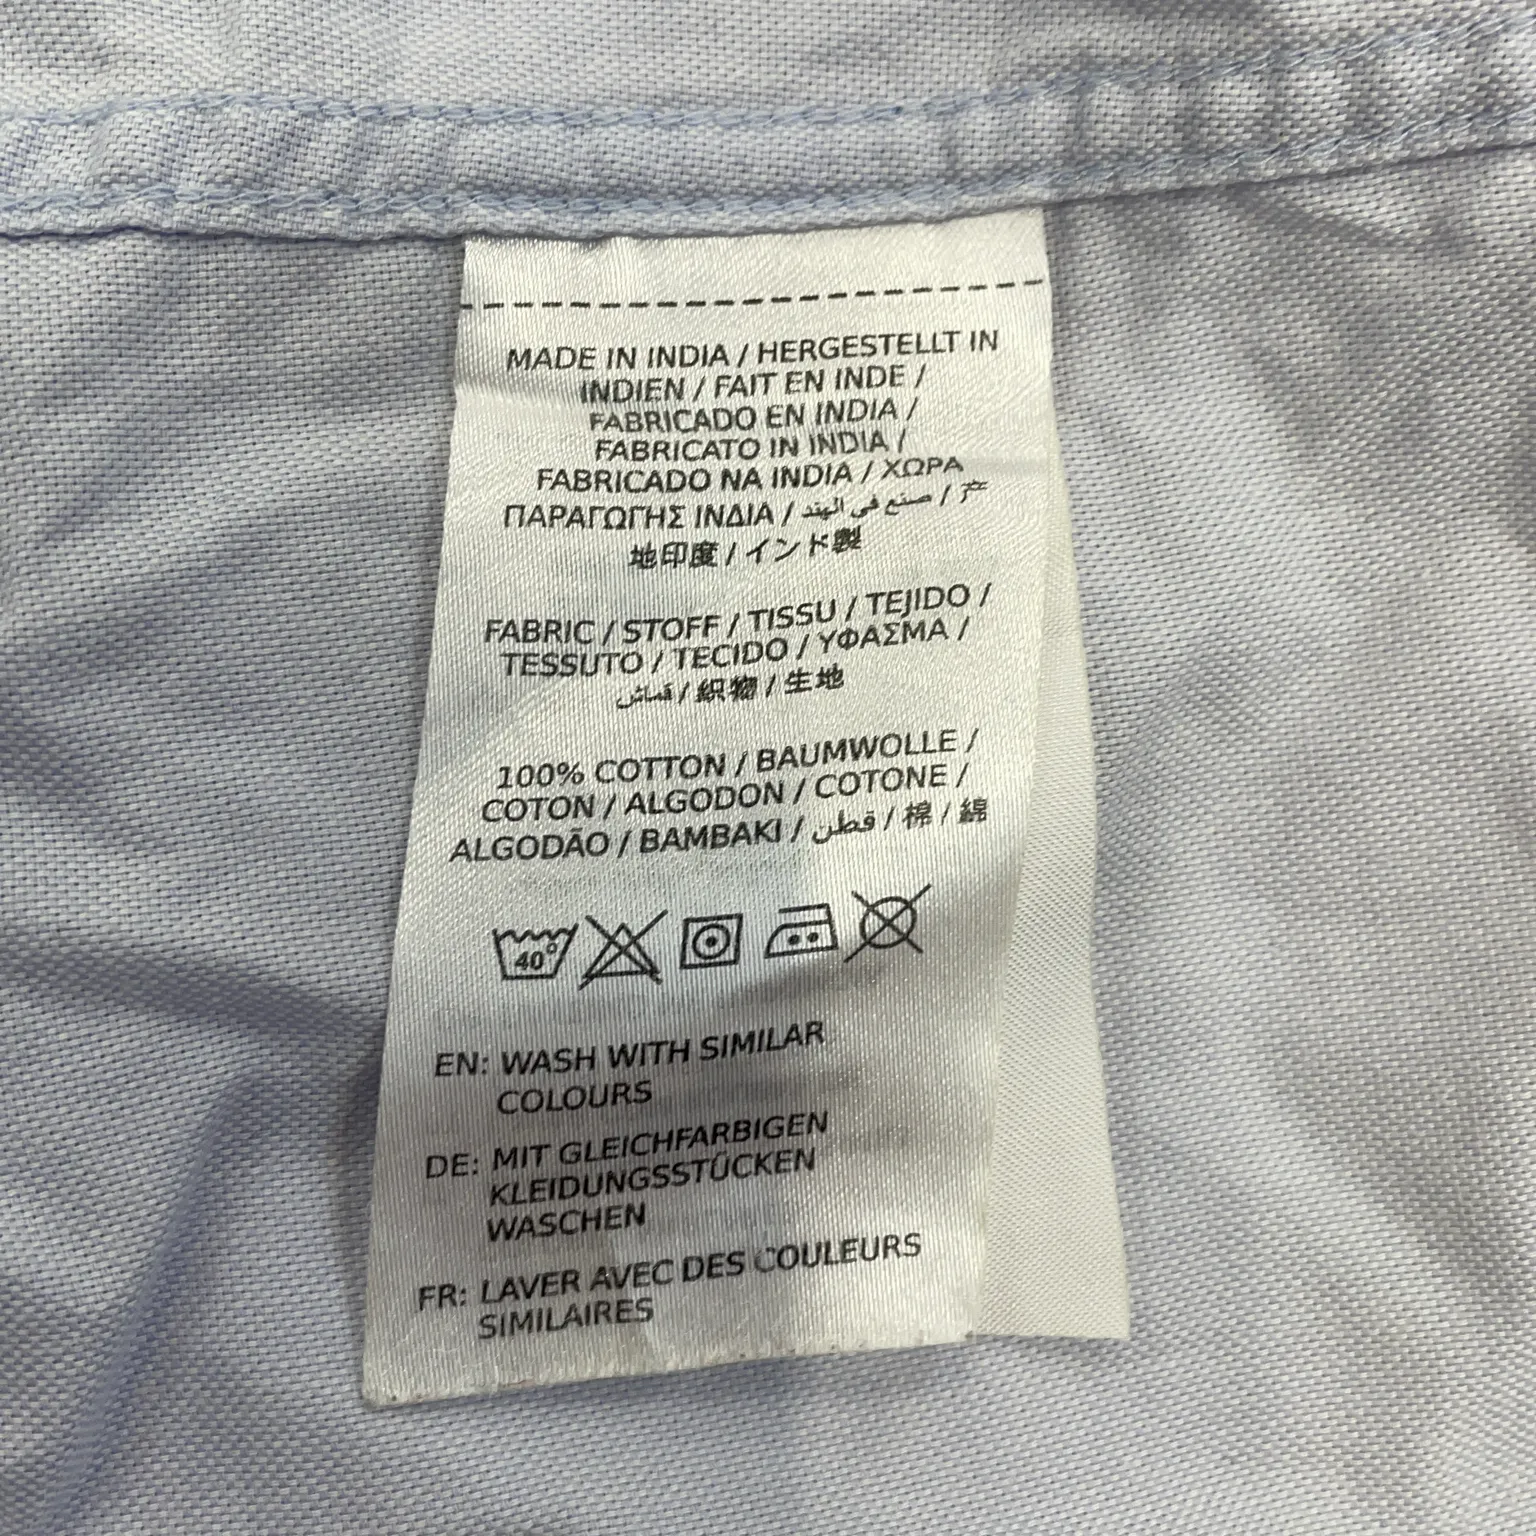 MADE IN INDIA / HERGESTELLT IN
INDIEN / FAIT EN INDE /
FABRICADO EN INDIA /
FABRICATO IN INDIA /
FABRICADO NA INDIA / ΧΩΡΑ
ΠΑΡΑΓΩΓΗΣ ΙΝΔΙΑ / صنع في الهند / 产
地印度 / インド製
FABRIC / STOFF / TISSU / TEJIDO /
TESSUTO / TECIDO / ΥΦΑΣΜΑ /
قماش / 織物 / 生地
100% COTTON / BAUMWOLLE /
COTON / ALGODON / COTONE /
ALGODÃO / BAMBAKI / قطن / 棉 / 綿
40°
EN: WASH WITH SIMILAR
COLOURS
DE: MIT GLEICHFARBIGEN
KLEIDUNGSSTÜCKEN
WASCHEN
FR: LAVER AVEC DES COULEURS
SIMILAIRES